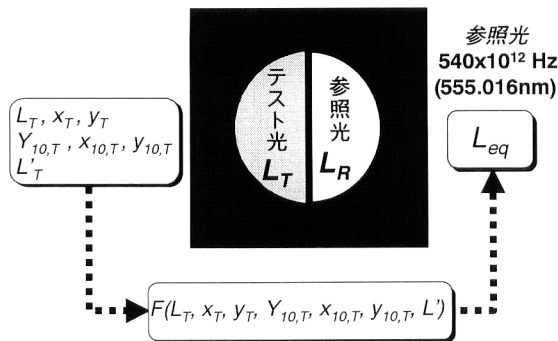 参照光
540x10¹² Hz
(555.016nm)
L_eq
L_T, x_T, y_T
Y_10,T , x_10,T, y_10,T
L'_T
テスト光 L_T
参照光 L_R
F(L_T, x_T, y_T, Y_10,T, x_10,T, y_10,T, L')